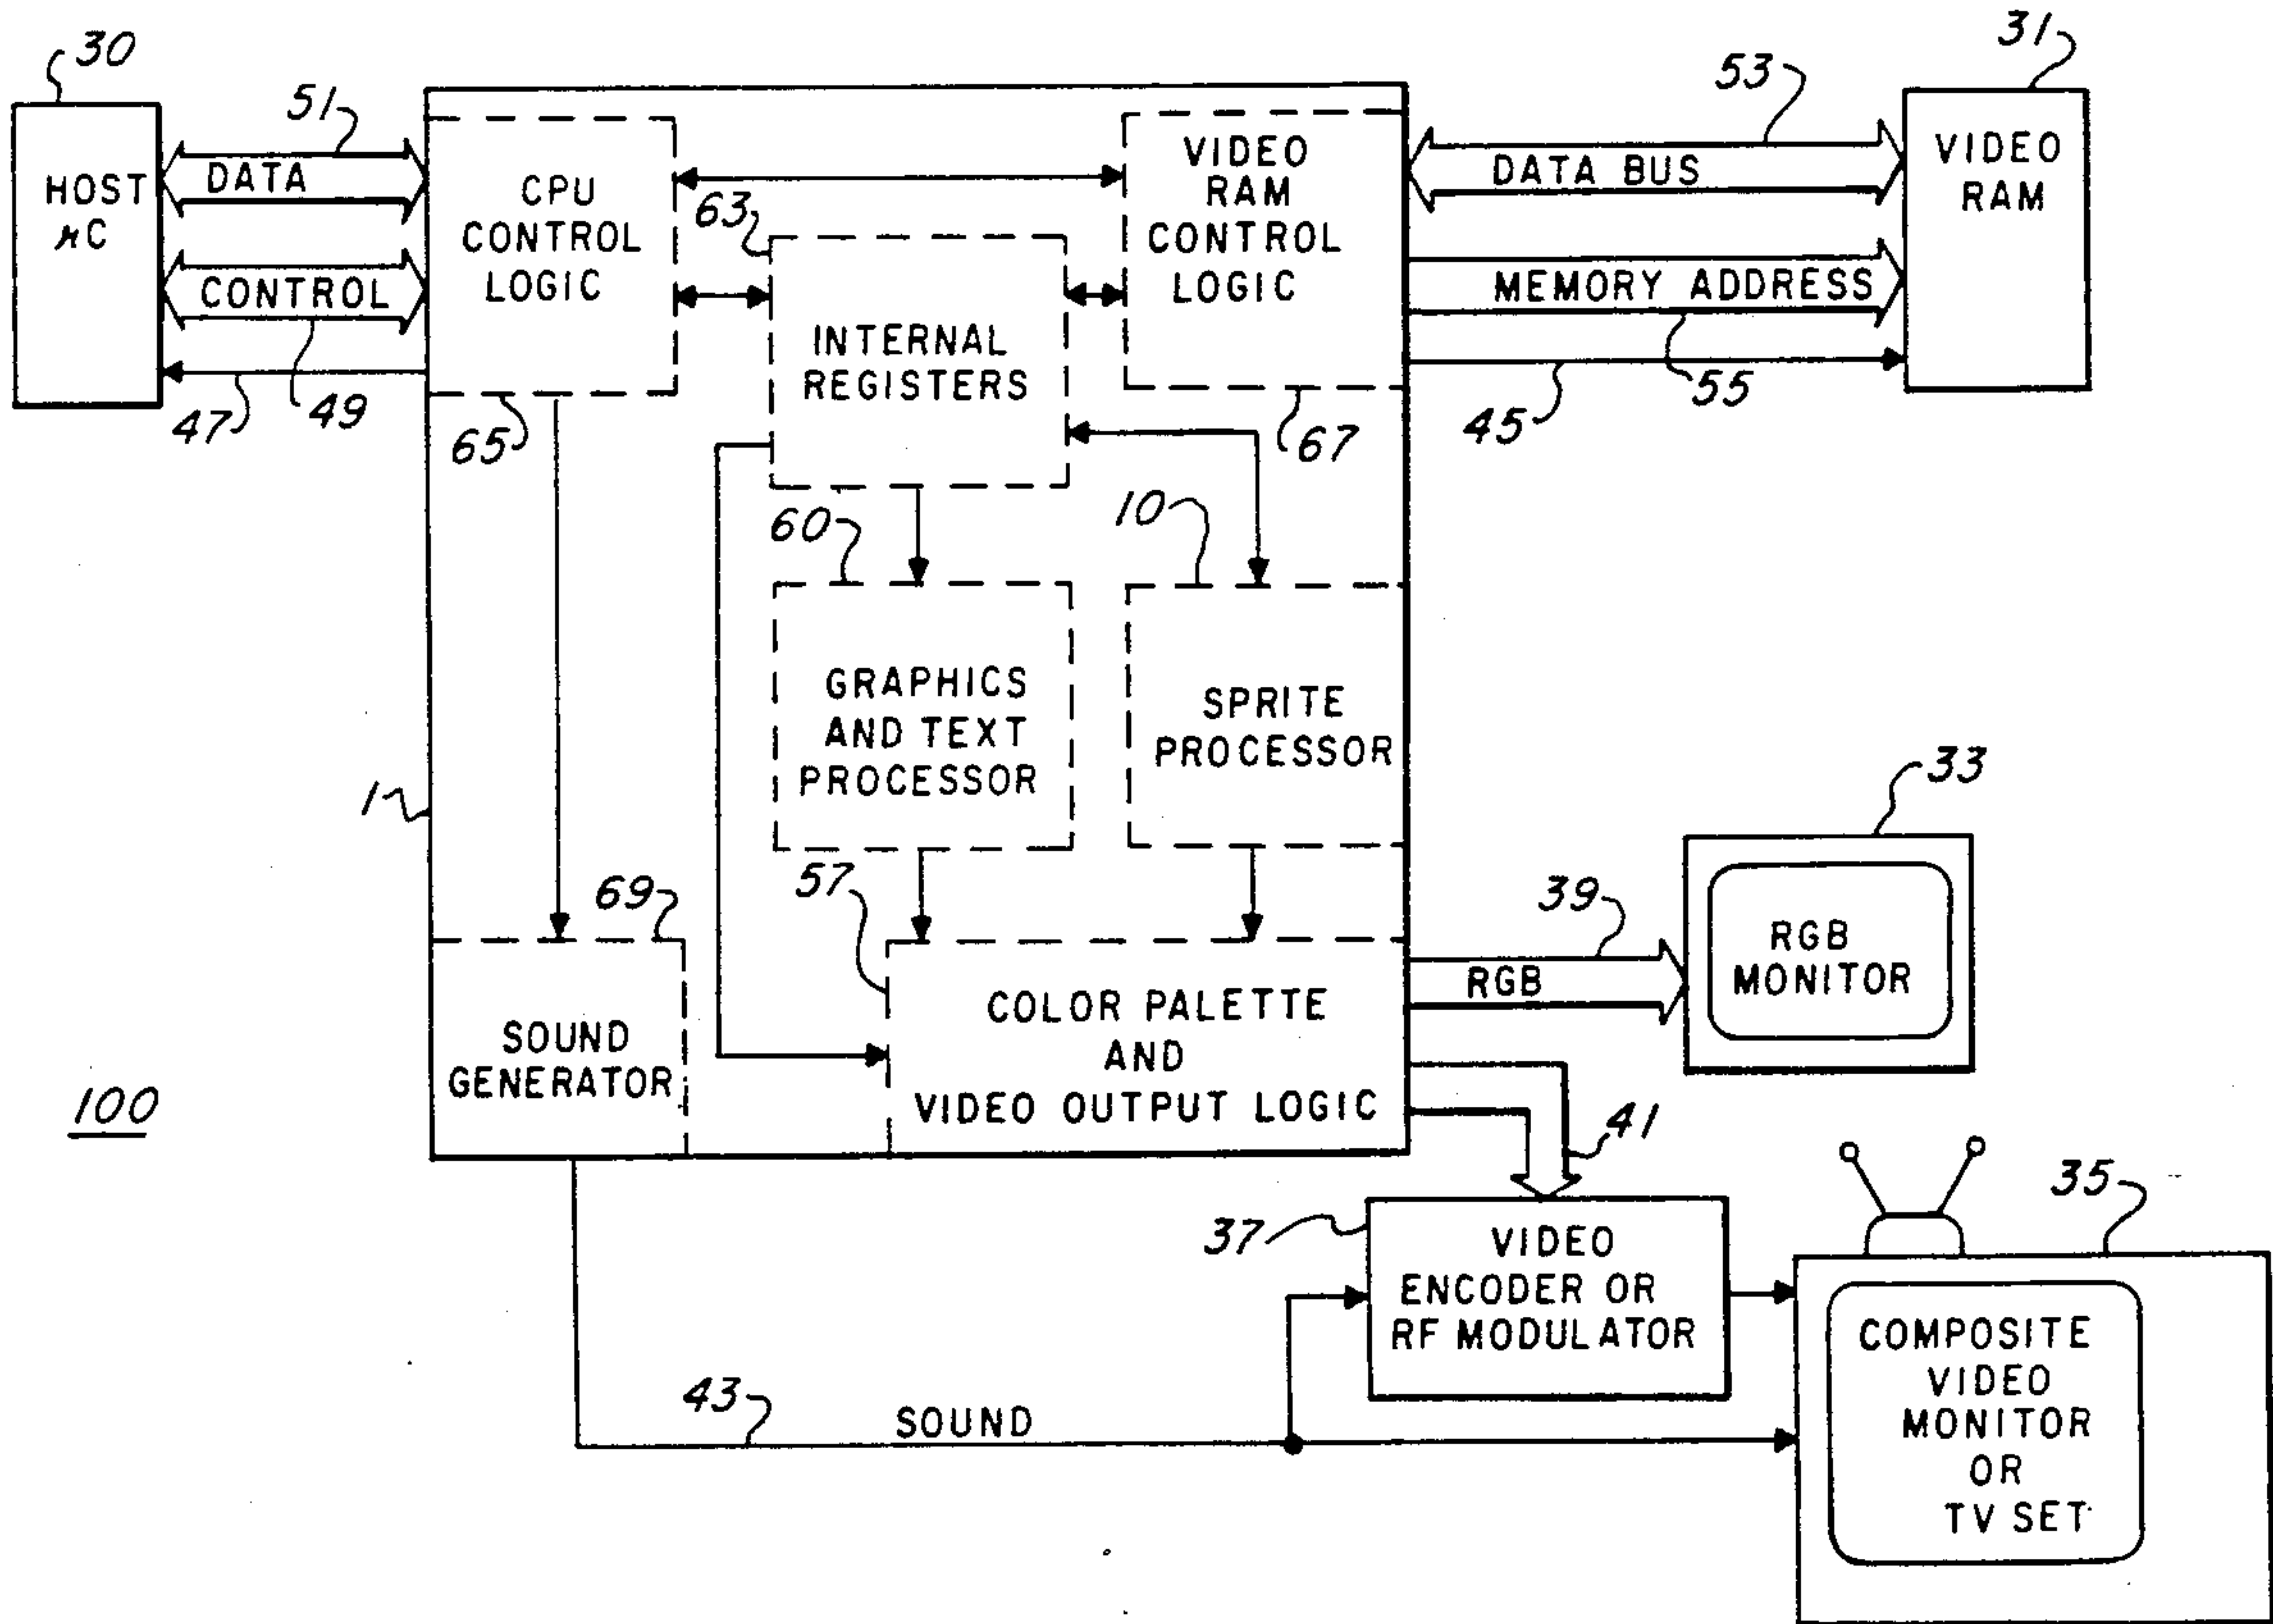 30
31
51
53
HOST
μC
DATA
CPU
CONTROL
LOGIC
VIDEO
RAM
CONTROL
LOGIC
DATA BUS
VIDEO
RAM
63
CONTROL
MEMORY ADDRESS
INTERNAL
REGISTERS
47
49
65
67
45
55
60
10
GRAPHICS
AND TEXT
PROCESSOR
SPRITE
PROCESSOR
1
33
57
69
39
RGB
MONITOR
RGB
SOUND
GENERATOR
COLOR PALETTE
AND
VIDEO OUTPUT LOGIC
100
41
37
35
VIDEO
ENCODER OR
RF MODULATOR
COMPOSITE
VIDEO
MONITOR
OR
TV SET
43
SOUND